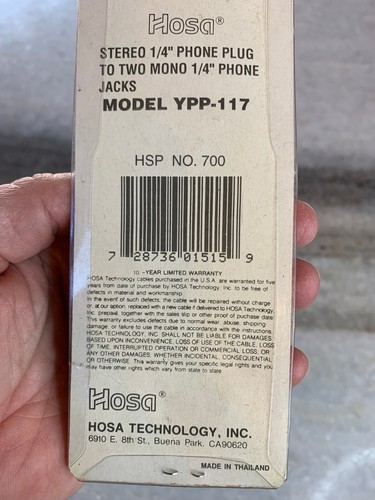 Hosa®
STEREO 1/4" PHONE PLUG
TO TWO MONO 1/4" PHONE
JACKS
MODEL YPP-117
HSP NO. 700
7 28736 01515 9
10 -YEAR LIMITED WARRANTY
HOSA Technology cables purchased in the U.S.A. are warranted for five
years from date of purchase by HOSA Technology, Inc. to be free of
defects in material and workmanship.
In the event of such defects, the cable will be repaired without charge
or, at our option, replaced with a new cable if delivered to HOSA Technology,
Inc. prepaid, together with the sales slip or other proof of purchase date.
This warranty excludes defects due to normal wear, abuse, shipping
damage, or failure to use the cable in accordance with the instructions.
HOSA TECHNOLOGY, INC. SHALL NOT BE LIABLE FOR DAMAGES
BASED UPON INCONVENIENCE, LOSS OF USE OF THE CABLE, LOSS
OF TIME, INTERRUPTED OPERATION OR COMMERCIAL LOSS, OR
ANY OTHER DAMAGES, WHETHER INCIDENTAL, CONSEQUENTIAL
OR OTHERWISE. This warranty gives your specific legal rights and you
may have other rights which vary from state to state.
Hosa®
HOSA TECHNOLOGY, INC.
6910 E. 8th St., Buena Park, CA90620
MADE IN THAILAND